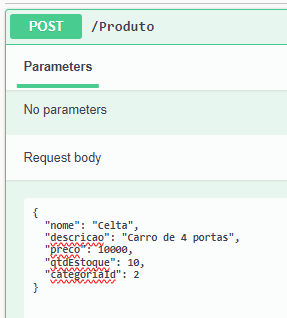 POST /Produto
Parameters
No parameters
Request body
{
"nome": "Celta",
"descricao": "Carro de 4 portas",
"preco": 10000,
"qtdEstoque": 10,
"categoriaId": 2
}